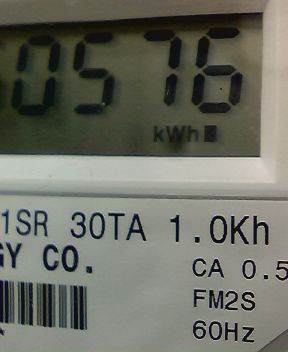 0576
kWh
1SR 30TA 1.0Kh
GY CO.
CA 0.5
FM2S
60Hz